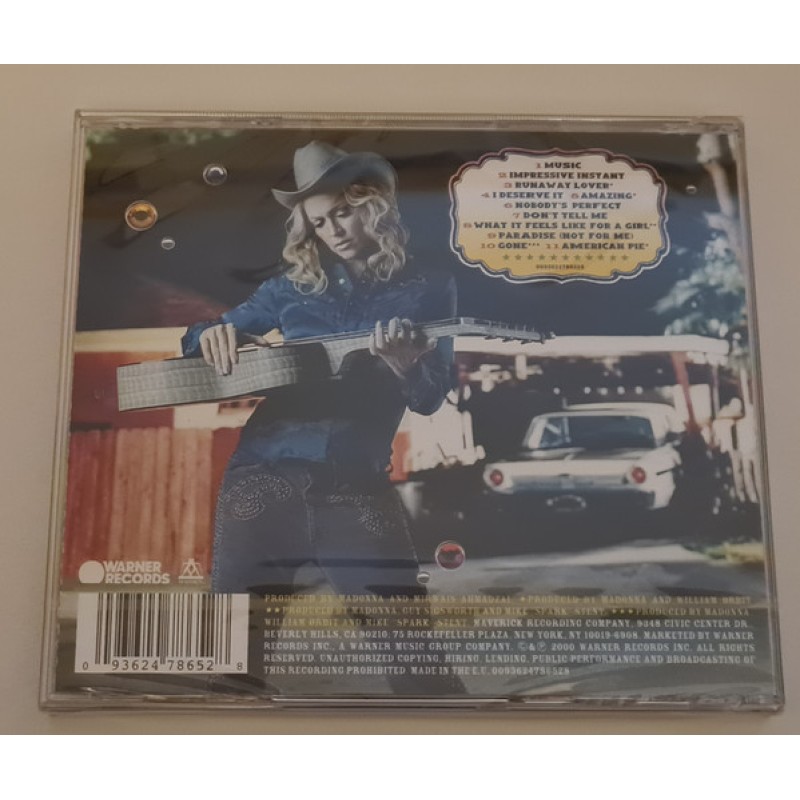 1 MUSIC
2 IMPRESSIVE INSTANT
3 RUNAWAY LOVER*
4 I DESERVE IT 5 AMAZING*
6 NOBODY'S PERFECT
7 DON'T TELL ME
8 WHAT IT FEELS LIKE FOR A GIRL**
9 PARADISE (NOT FOR ME)
10 GONE*** 11 AMERICAN PIE*
WARNER
RECORDS
PRODUCED BY MADONNA AND MIRWAIS AHMADZAI. *PRODUCED BY MADONNA AND WILLIAM ORBIT
**PRODUCED BY MADONNA, GUY SIGSWORTH AND MIKE "SPARK" STENT. ***PRODUCED BY MADONNA
WILLIAM ORBIT AND MIKE "SPARK" STENT. MAVERICK RECORDING COMPANY, 9348 CIVIC CENTER DR.
BEVERLY HILLS, CA 90210; 75 ROCKEFELLER PLAZA, NEW YORK, NY 10019-6908. MARKETED BY WARNER
RECORDS INC., A WARNER MUSIC GROUP COMPANY. ©&℗ 2000 WARNER RECORDS INC. ALL RIGHTS
RESERVED. UNAUTHORIZED COPYING, HIRING, LENDING, PUBLIC PERFORMANCE AND BROADCASTING OF
THIS RECORDING PROHIBITED MADE IN THE E.U. 0093624786528
0 93624 78652 8